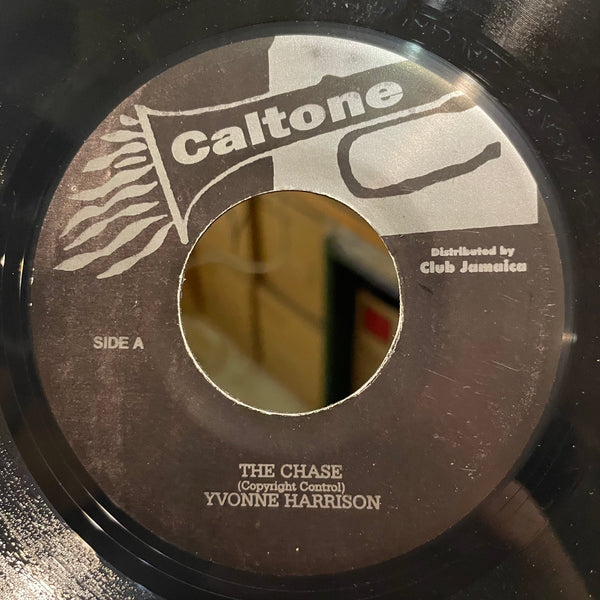 Caltone
Distributed by
Club Jamaica
SIDE A
THE CHASE
(Copyright Control)
YVONNE HARRISON